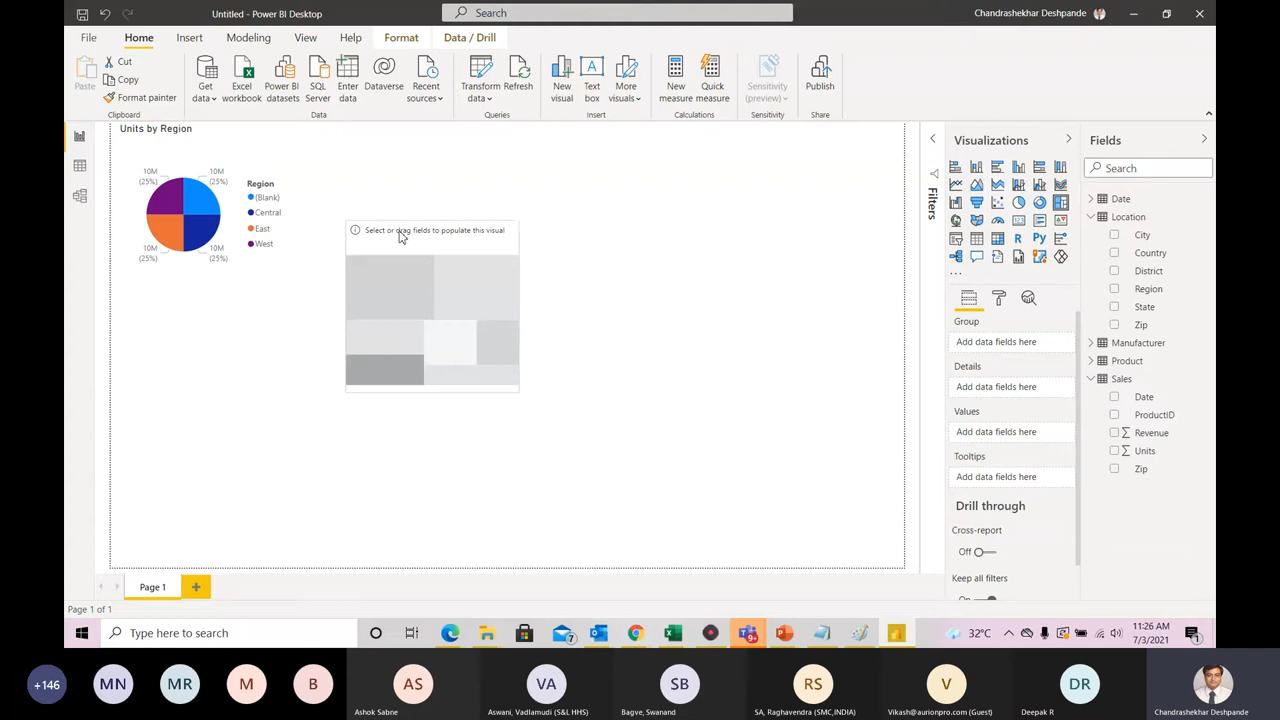 Untitled - Power BI Desktop
Search
Chandrashekhar Deshpande
File
Home
Insert
Modeling
View
Help
Format
Data / Drill
Paste
Cut
Copy
Format painter
Clipboard
Get data
Excel workbook
Power BI datasets
SQL Server
Enter data
Dataverse
Recent sources
Data
Transform data
Refresh
Queries
New visual
Text box
More visuals
Insert
New measure
Quick measure
Calculations
Sensitivity (preview)
Sensitivity
Publish
Share
Units by Region
10M (25%)
10M (25%)
10M (25%)
10M (25%)
Region
(Blank)
Central
East
West
Select or drag fields to populate this visual
Filters
Visualizations
R
Py
Group
Add data fields here
Details
Add data fields here
Values
Add data fields here
Tooltips
Add data fields here
Drill through
Cross-report
Off
Keep all filters
On
Fields
Search
Date
Location
City
Country
District
Region
State
Zip
Manufacturer
Product
Sales
Date
ProductID
Revenue
Units
Zip
Page 1
Page 1 of 1
Type here to search
7
9+
32°C
11:26 AM
7/3/2021
1
+146
MN
MR
M
B
AS
Ashok Sabne
VA
Aswani, Vadlamudi (S&L HHS)
SB
Bagve, Swanand
RS
SA, Raghavendra (SMC,INDIA)
V
Vikash@aurionpro.com (Guest)
DR
Deepak R
Chandrashekhar Deshpande